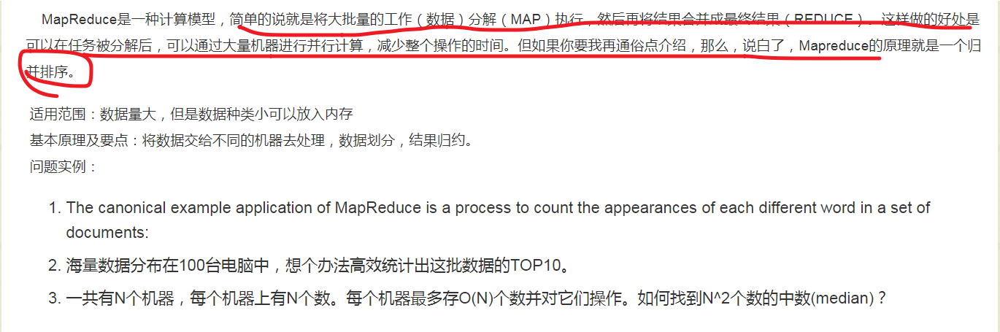 MapReduce是一种计算模型，简单的说就是将大批量的工作（数据）分解（MAP）执行，然后再将结果合并成最终结果（REDUCE）。这样做的好处是
可以在任务被分解后，可以通过大量机器进行并行计算，减少整个操作的时间。但如果你要我再通俗点介绍，那么，说白了，Mapreduce的原理就是一个归
并排序。
适用范围：数据量大，但是数据种类小可以放入内存
基本原理及要点：将数据交给不同的机器去处理，数据划分，结果归约。
问题实例：
1. The canonical example application of MapReduce is a process to count the appearances of each different word in a set of
documents:
2. 海量数据分布在100台电脑中，想个办法高效统计出这批数据的TOP10。
3. 一共有N个机器，每个机器上有N个数。每个机器最多存O(N)个数并对它们操作。如何找到N^2个数的中数(median)？